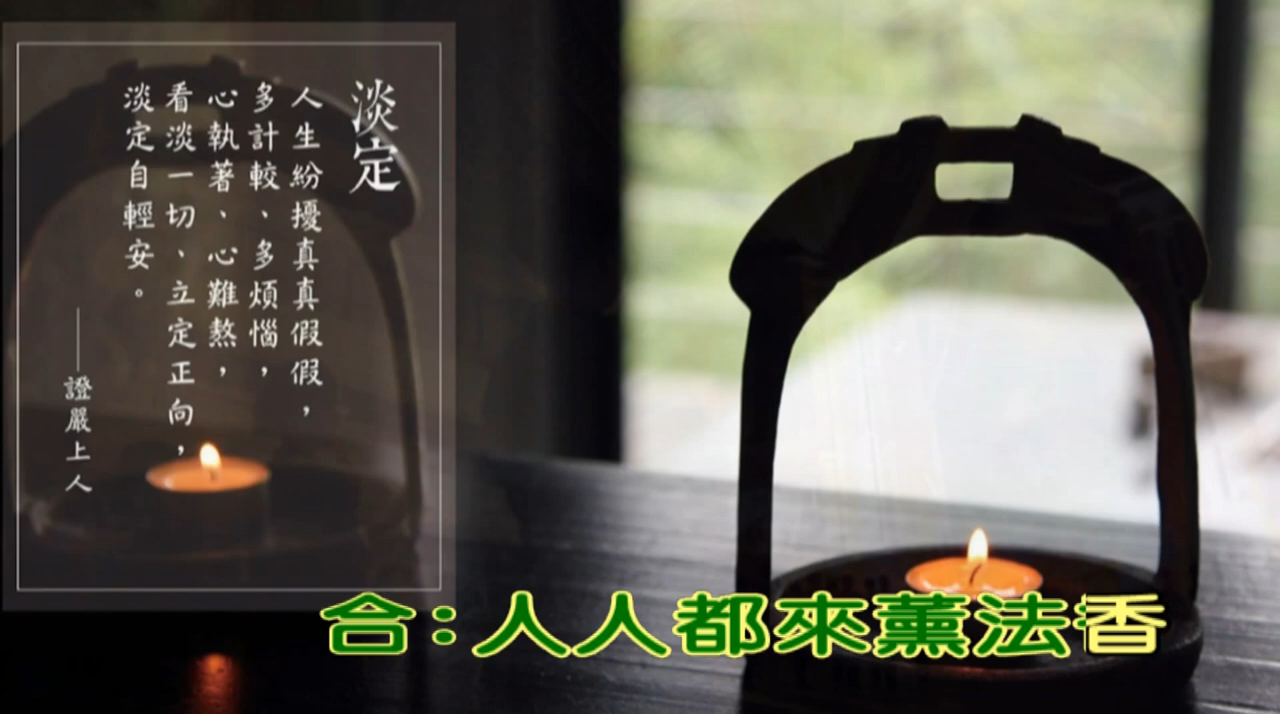 淡定
人生紛擾真真假假，
多計較、多煩惱，
心執著、心難熬，
看淡一切、立定正向，
淡定自輕安。
——證嚴上人
合:人人都來薰法香